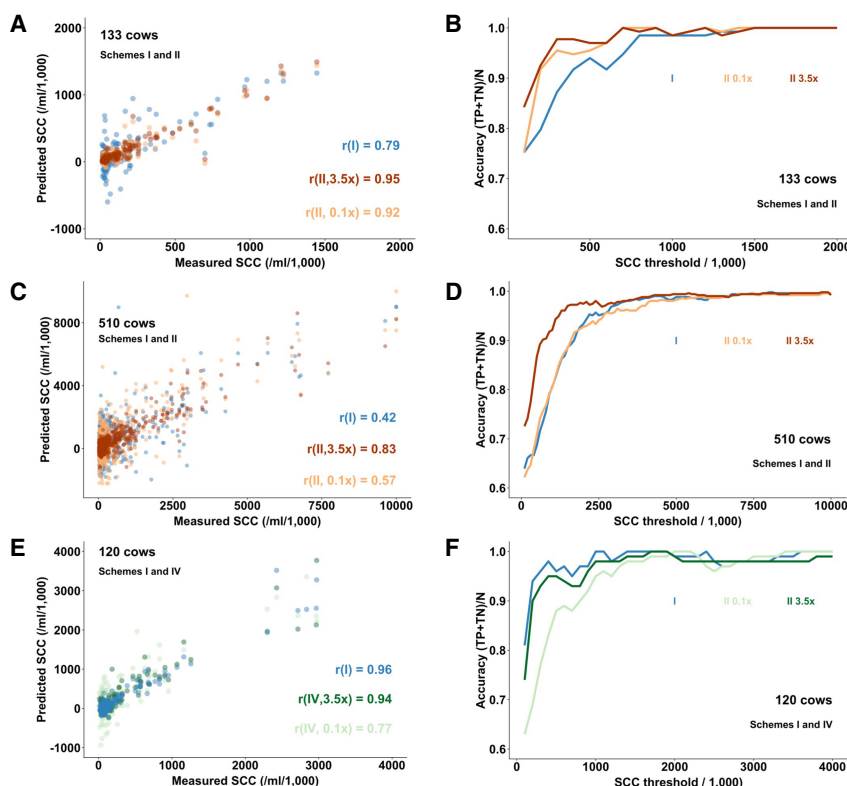 A
133 cows
Schemes I and II
2000
1000
0
-1000
Predicted SCC (/ml/1,000)
r(I) = 0.79
r(II,3.5x) = 0.95
r(II, 0.1x) = 0.92
0 500 1000 1500 2000
Measured SCC (/ml/1,000)
B
1.0
0.9
0.8
0.7
0.6
Accuracy (TP+TN)/N
I II 0.1x II 3.5x
133 cows
Schemes I and II
500 1000 1500 2000
SCC threshold / 1,000)
C
510 cows
Schemes I and II
8000
4000
0
Predicted SCC (/ml/1,000)
r(I) = 0.42
r(II,3.5x) = 0.83
r(II, 0.1x) = 0.57
0 2500 5000 7500 10000
Measured SCC (/ml/1,000)
D
1.0
0.9
0.8
0.7
0.6
Accuracy (TP+TN)/N
I II 0.1x II 3.5x
510 cows
Schemes I and II
0 2500 5000 7500 10000
SCC threshold / 1,000)
E
120 cows
Schemes I and IV
4000
3000
2000
1000
0
-1000
Predicted SCC (/ml/1,000)
r(I) = 0.96
r(IV,3.5x) = 0.94
r(IV, 0.1x) = 0.77
0 1000 2000 3000 4000
Measured SCC (/ml/1,000)
F
1.0
0.9
0.8
0.7
0.6
Accuracy (TP+TN)/N
I II 0.1x II 3.5x
120 cows
Schemes I and IV
0 1000 2000 3000 4000
SCC threshold / 1,000)